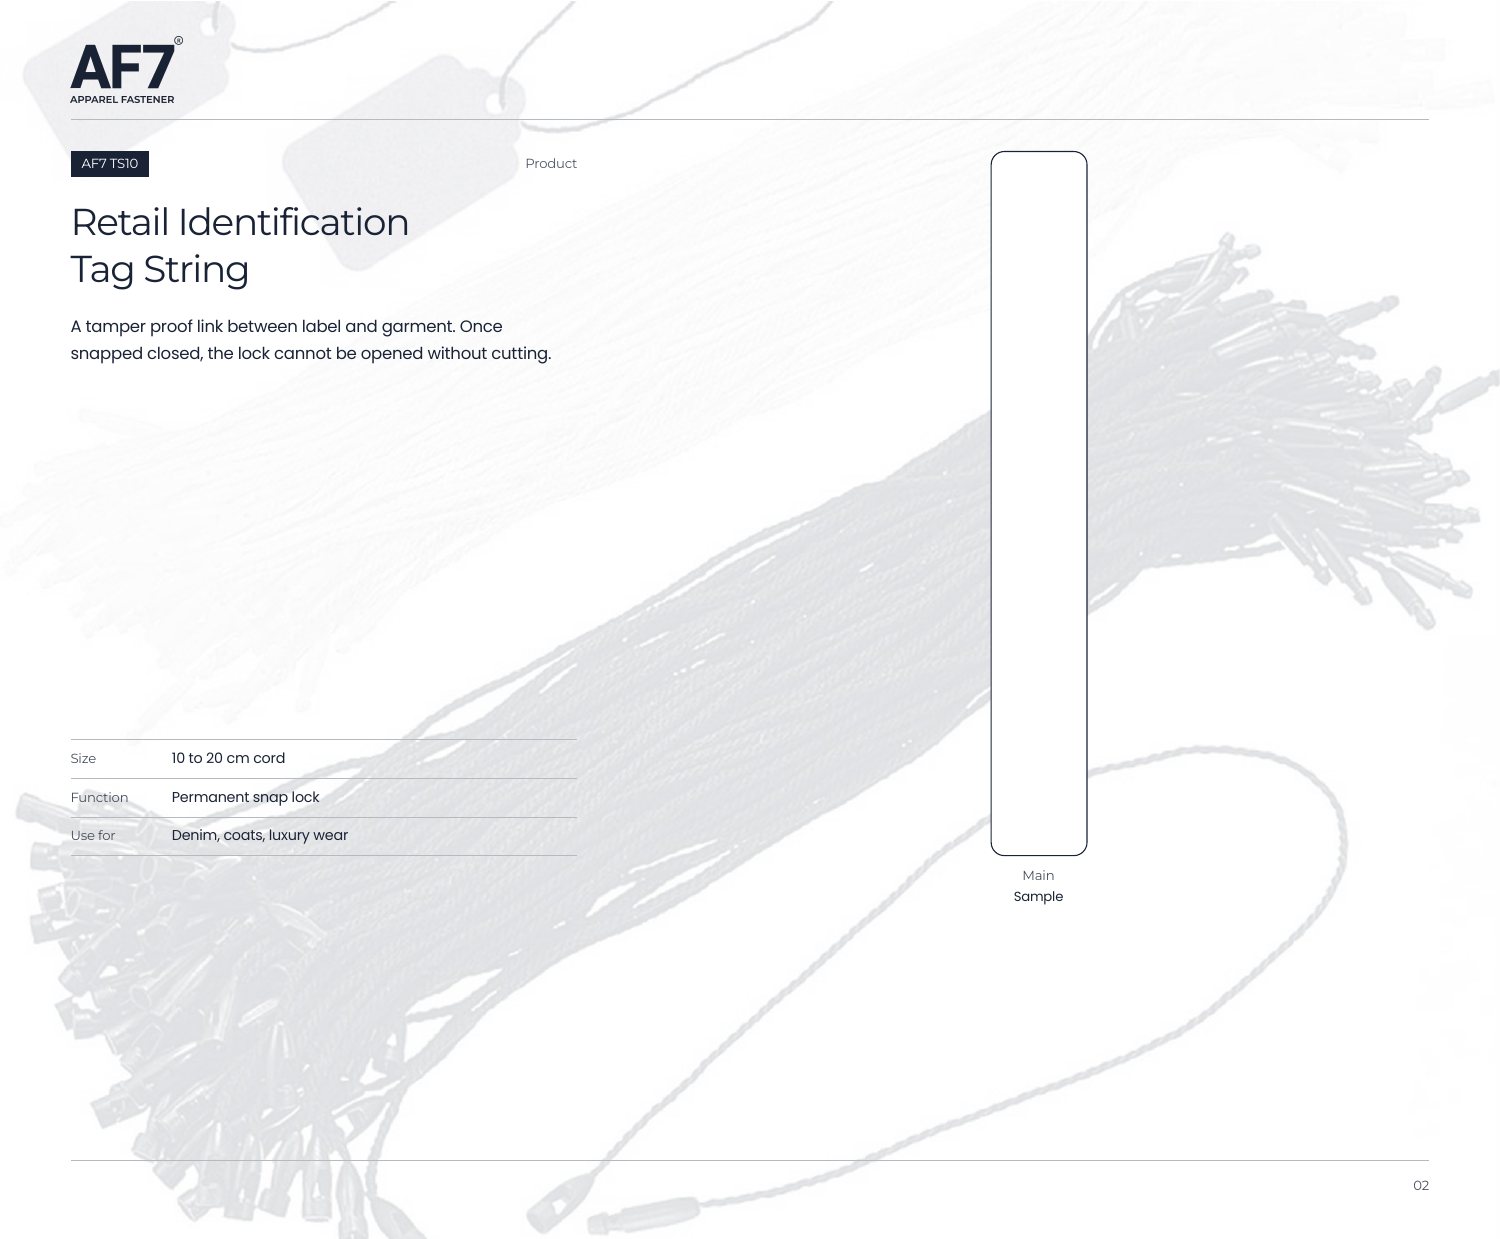 AF7®
APPAREL FASTENER
AF7 TS10
Product
Retail Identification
Tag String
A tamper proof link between label and garment. Once
snapped closed, the lock cannot be opened without cutting.
Size 10 to 20 cm cord
Function Permanent snap lock
Use for Denim, coats, luxury wear
Main
Sample
02